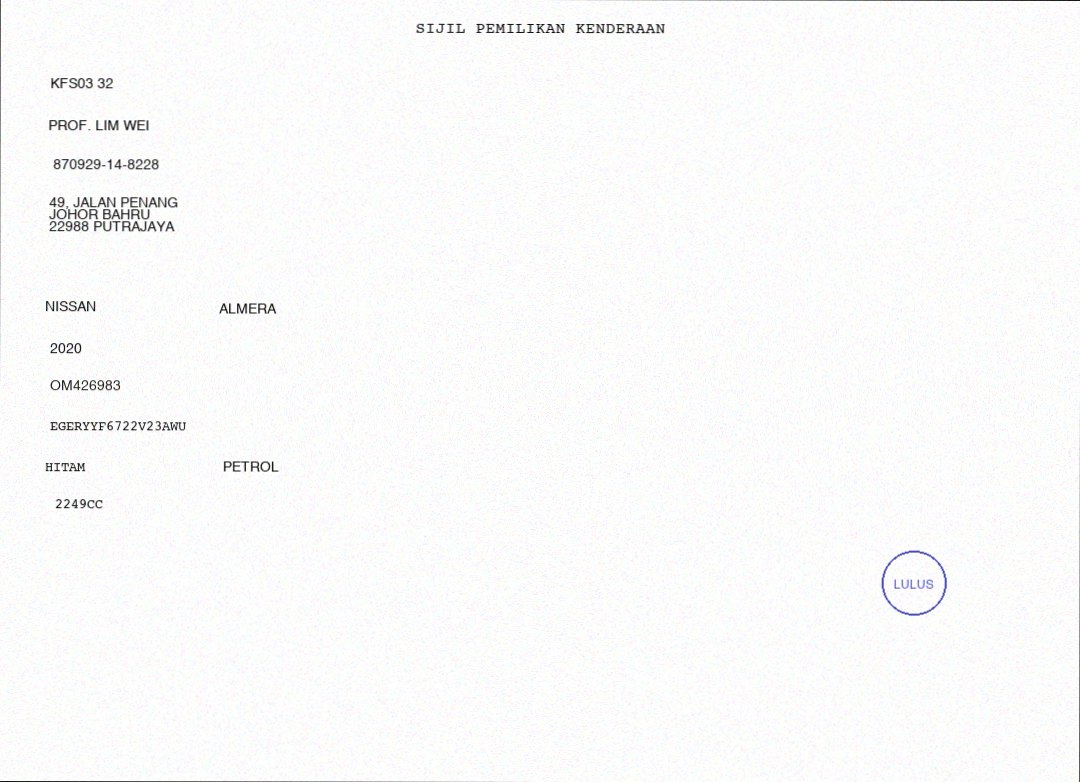 SIJIL PEMILIKAN KENDERAAN
KFS03 32
PROF. LIM WEI
870929-14-8228
49, JALAN PENANG
JOHOR BAHRU
22988 PUTRAJAYA
NISSAN ALMERA
2020
OM426983
EGERYYF6722V23AWU
HITAM PETROL
2249CC
LULUS